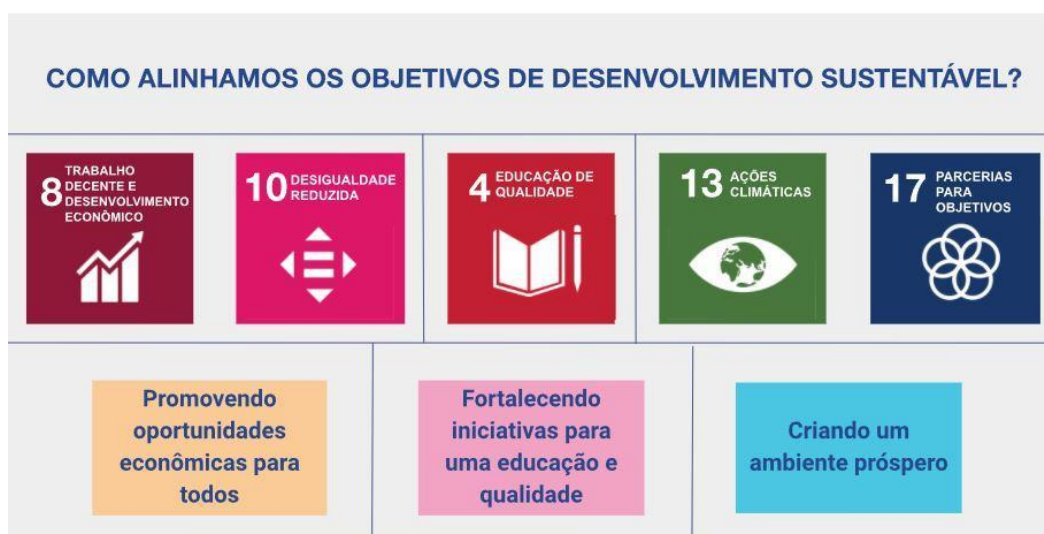 COMO ALINHAMOS OS OBJETIVOS DE DESENVOLVIMENTO SUSTENTÁVEL?
8 TRABALHO
DECENTE E
DESENVOLVIMENTO
ECONÔMICO
10 DESIGUALDADE
REDUZIDA
4 EDUCAÇÃO DE
QUALIDADE
13 AÇÕES
CLIMÁTICAS
17 PARCERIAS
PARA
OBJETIVOS
Promovendo
oportunidades
econômicas para
todos
Fortalecendo
iniciativas para
uma educação e
qualidade
Criando um
ambiente próspero